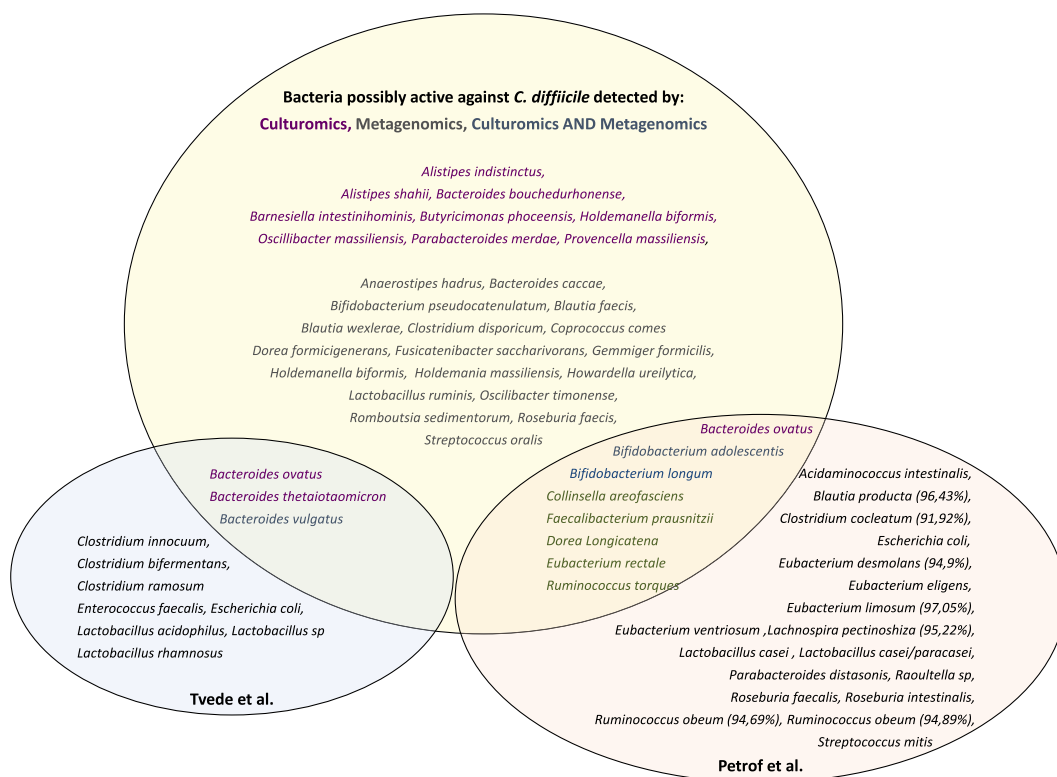 Bacteria possibly active against C. diffiicile detected by:
Culturomics, Metagenomics, Culturomics AND Metagenomics
Alistipes indistinctus,
Alistipes shahii, Bacteroides bouchedurhonense,
Barnesiella intestinihominis, Butyricimonas phoceensis, Holdemanella biformis,
Oscillibacter massiliensis, Parabacteroides merdae, Provencella massiliensis,
Anaerostipes hadrus, Bacteroides caccae,
Bifidobacterium pseudocatenulatum, Blautia faecis,
Blautia wexlerae, Clostridium disporicum, Coprococcus comes
Dorea formicigenerans, Fusicatenibacter saccharivorans, Gemmiger formicilis,
Holdemanella biformis, Holdemania massiliensis, Howardella ureilytica,
Lactobacillus ruminis, Oscilibacter timonense,
Romboutsia sedimentorum, Roseburia faecis,
Streptococcus oralis
Bacteroides ovatus
Bacteroides thetaiotaomicron
Bacteroides vulgatus
Clostridium innocuum,
Clostridium bifermentans,
Clostridium ramosum
Enterococcus faecalis, Escherichia coli,
Lactobacillus acidophilus, Lactobacillus sp
Lactobacillus rhamnosus
Tvede et al.
Bacteroides ovatus
Bifidobacterium adolescentis
Bifidobacterium longum
Collinsella areofasciens
Faecalibacterium prausnitzii
Dorea Longicatena
Eubacterium rectale
Ruminococcus torques
Acidaminococcus intestinalis,
Blautia producta (96,43%),
Clostridium cocleatum (91,92%),
Escherichia coli,
Eubacterium desmolans (94,9%),
Eubacterium eligens,
Eubacterium limosum (97,05%),
Eubacterium ventriosum ,Lachnospira pectinoshiza (95,22%),
Lactobacillus casei , Lactobacillus casei/paracasei,
Parabacteroides distasonis, Raoultella sp,
Roseburia faecalis, Roseburia intestinalis,
Ruminococcus obeum (94,69%), Ruminococcus obeum (94,89%),
Streptococcus mitis
Petrof et al.